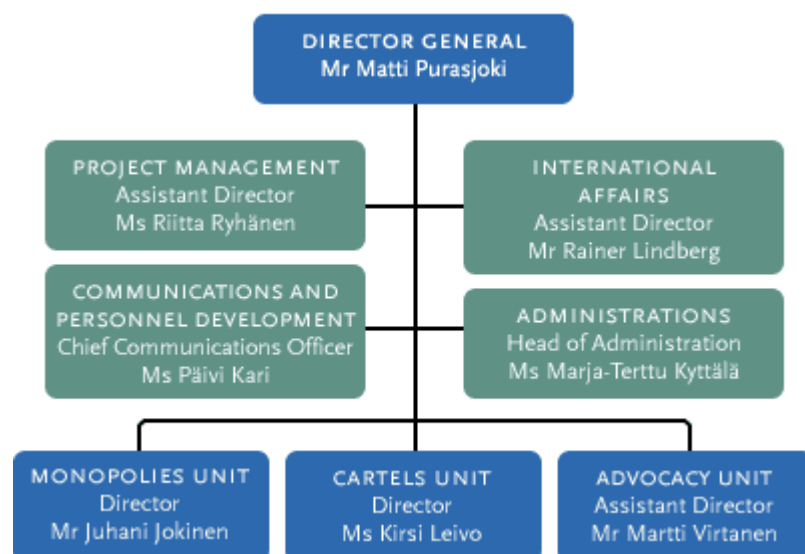 DIRECTOR GENERAL
Mr Matti Purasjoki
PROJECT MANAGEMENT
Assistant Director
Ms Riitta Ryhänen
INTERNATIONAL
AFFAIRS
Assistant Director
Mr Rainer Lindberg
COMMUNICATIONS AND
PERSONNEL DEVELOPMENT
Chief Communications Officer
Ms Päivi Kari
ADMINISTRATIONS
Head of Administration
Ms Marja-Terttu Kyttälä
MONOPOLIES UNIT
Director
Mr Juhani Jokinen
CARTELS UNIT
Director
Ms Kirsi Leivo
ADVOCACY UNIT
Assistant Director
Mr Martti Virtanen